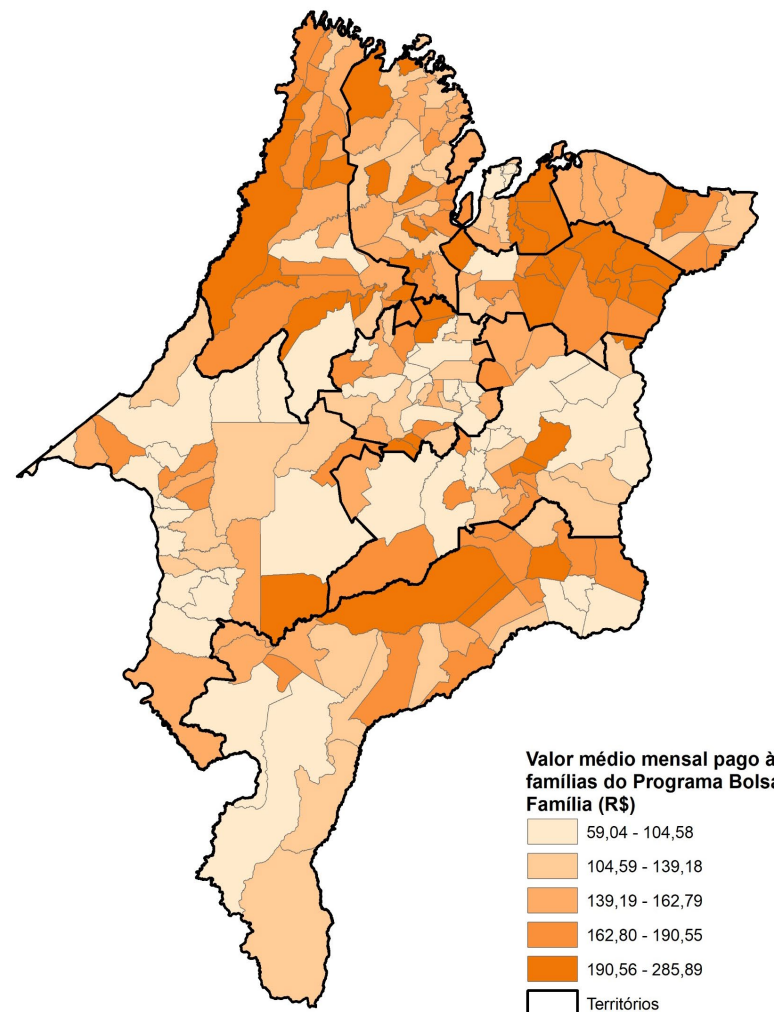 Valor médio mensal pago à
famílias do Programa Bolsa
Família (R$)
59,04 - 104,58
104,59 - 139,18
139,19 - 162,79
162,80 - 190,55
190,56 - 285,89
Territórios